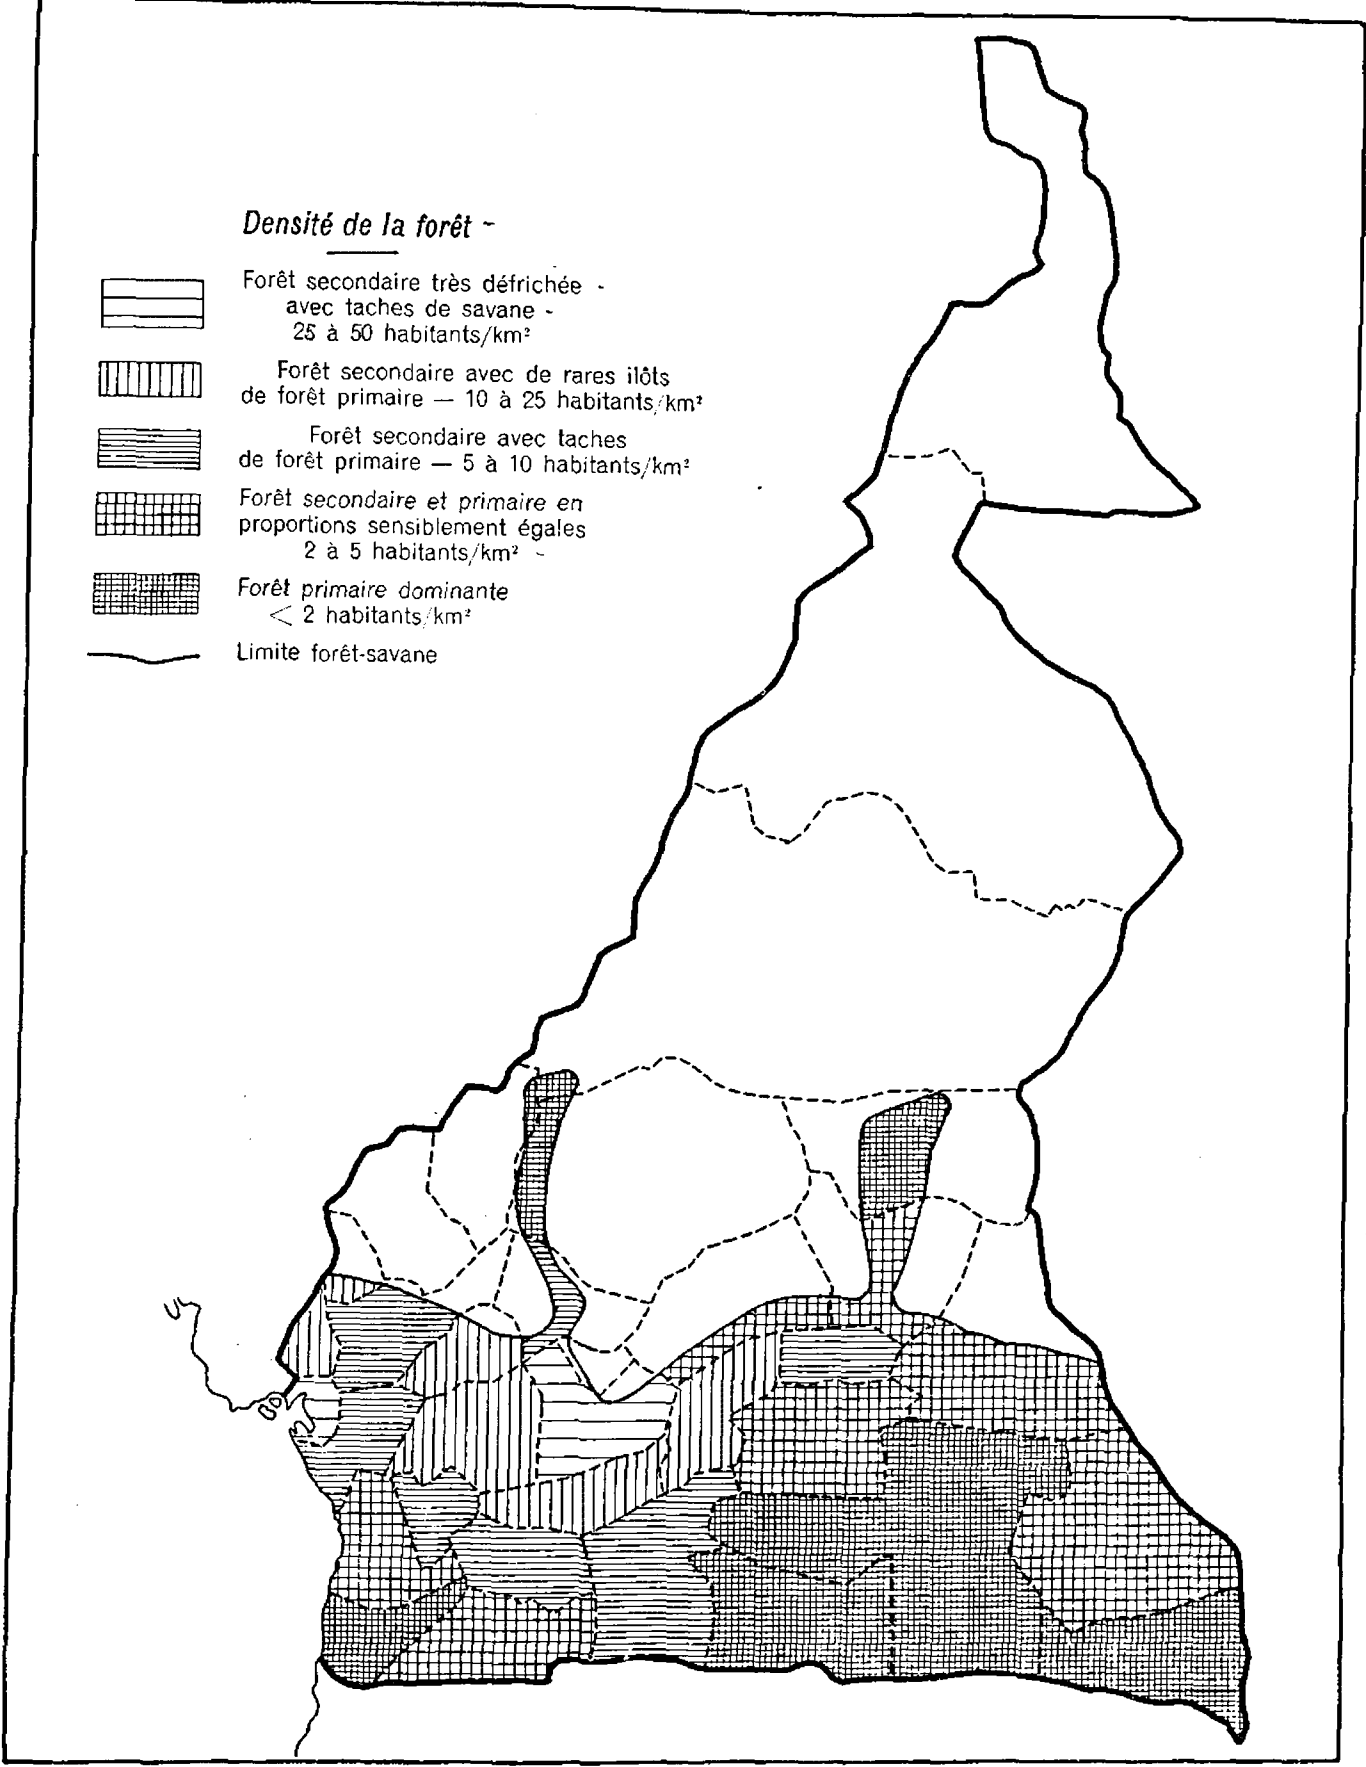 Densité de la forêt -
Forêt secondaire très défrichée -
avec taches de savane -
25 à 50 habitants/km²
Forêt secondaire avec de rares ilôts
de forêt primaire — 10 à 25 habitants/km²
Forêt secondaire avec taches
de forêt primaire — 5 à 10 habitants/km²
Forêt secondaire et primaire en
proportions sensiblement égales
2 à 5 habitants/km² -
Forêt primaire dominante
< 2 habitants/km²
Limite forêt-savane